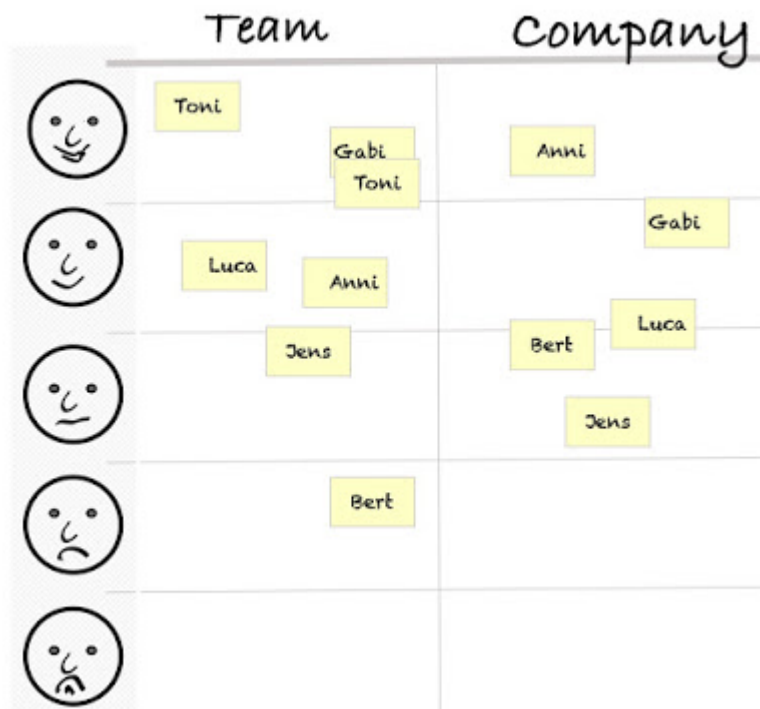 Team
Company
Toni
Gabi
Toni
Anni
Gabi
Luca
Anni
Luca
Jens
Bert
Jens
Bert